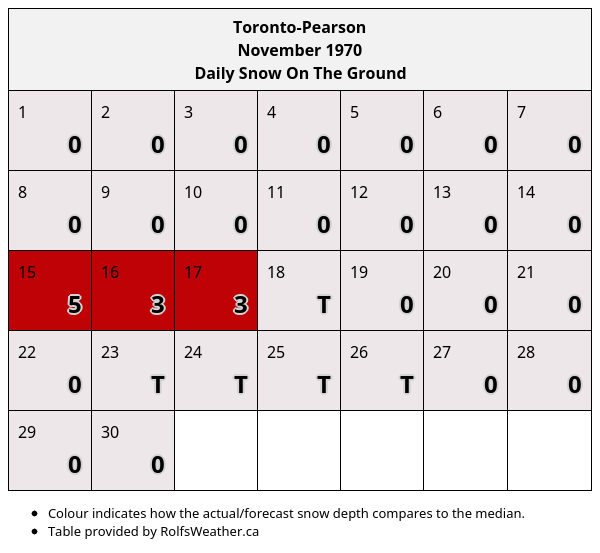 Toronto-Pearson
November 1970
Daily Snow On The Ground
1 2 3 4 5 6 7
0 0 0 0 0 0 0
8 9 10 11 12 13 14
0 0 0 0 0 0 0
15 16 17 18 19 20 21
5 3 3 T 0 0 0
22 23 24 25 26 27 28
0 T T T T 0 0
29 30
0 0
• Colour indicates how the actual/forecast snow depth compares to the median.
• Table provided by RolfsWeather.ca